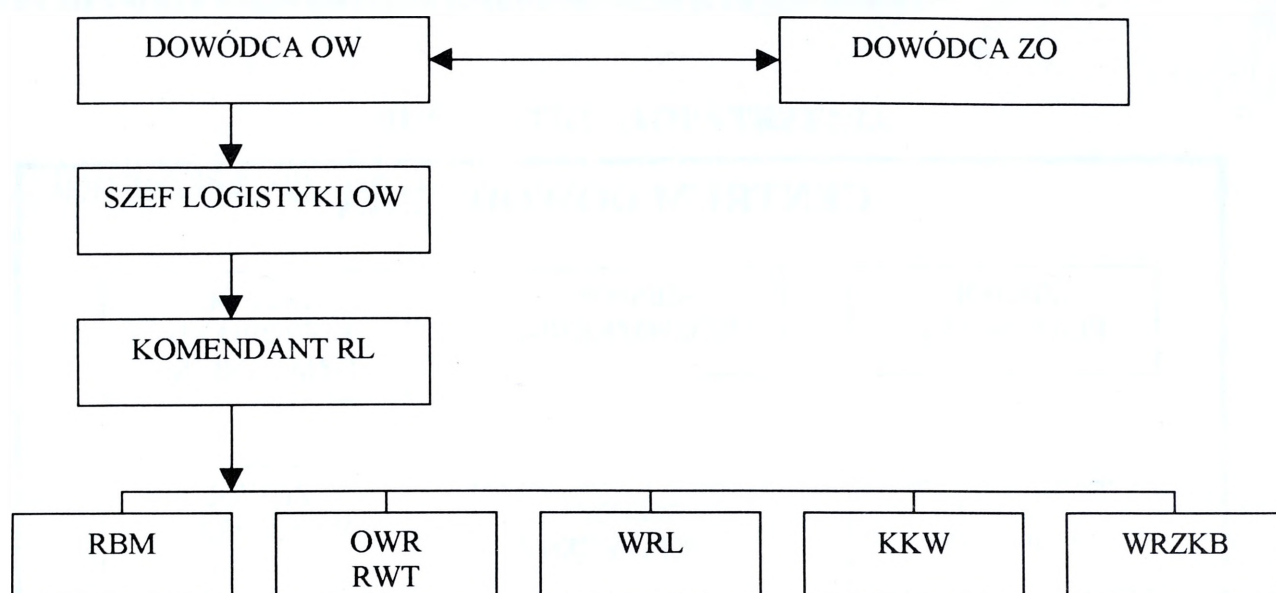 DOWÓDCA OW
DOWÓDCA ZO
SZEF LOGISTYKI OW
KOMENDANT RL
RBM
OWR
RWT
WRL
KKW
WRZKB